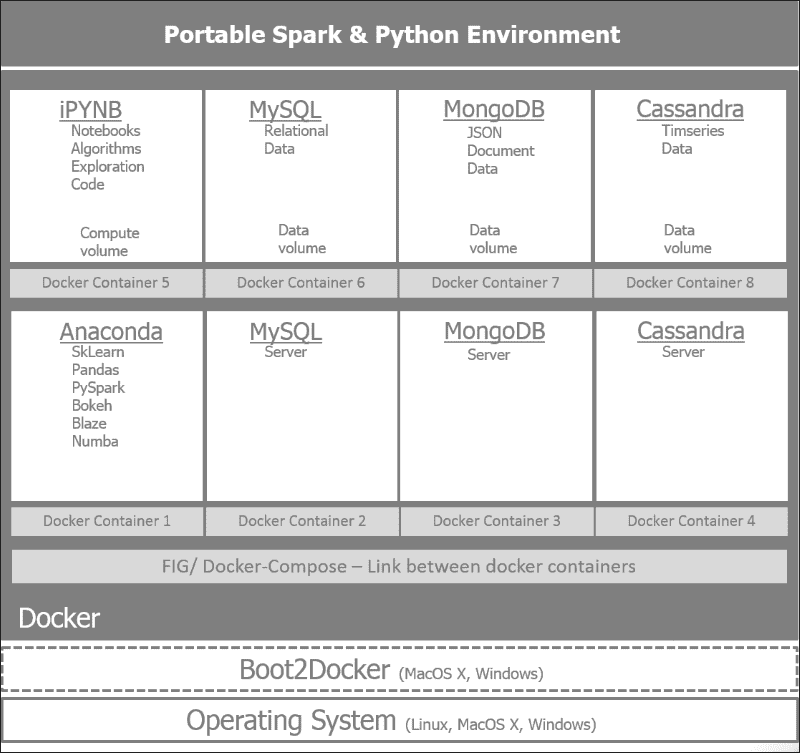 Portable Spark & Python Environment
iPYNB
Notebooks
Algorithms
Exploration
Code
Compute
volume
MySQL
Relational
Data
Data
volume
MongoDB
JSON
Document
Data
Data
volume
Cassandra
Timseries
Data
Data
volume
Docker Container 5
Docker Container 6
Docker Container 7
Docker Container 8
Anaconda
SkLearn
Pandas
PySpark
Bokeh
Blaze
Numba
MySQL
Server
MongoDB
Server
Cassandra
Server
Docker Container 1
Docker Container 2
Docker Container 3
Docker Container 4
FIG/ Docker-Compose – Link between docker containers
Docker
Boot2Docker (MacOS X, Windows)
Operating System (Linux, MacOS X, Windows)